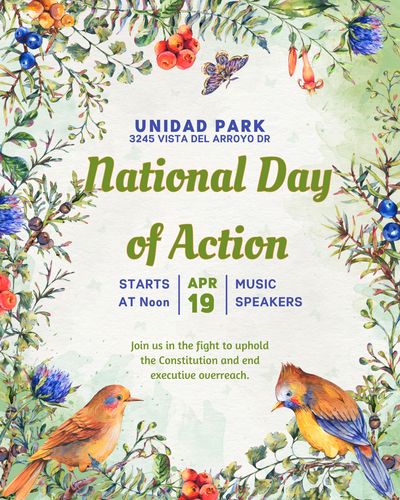 UNIDAD PARK
3245 VISTA DEL ARROYO DR
National Day
of Action
STARTS
AT Noon
APR
19
MUSIC
SPEAKERS
Join us in the fight to uphold
the Constitution and end
executive overreach.